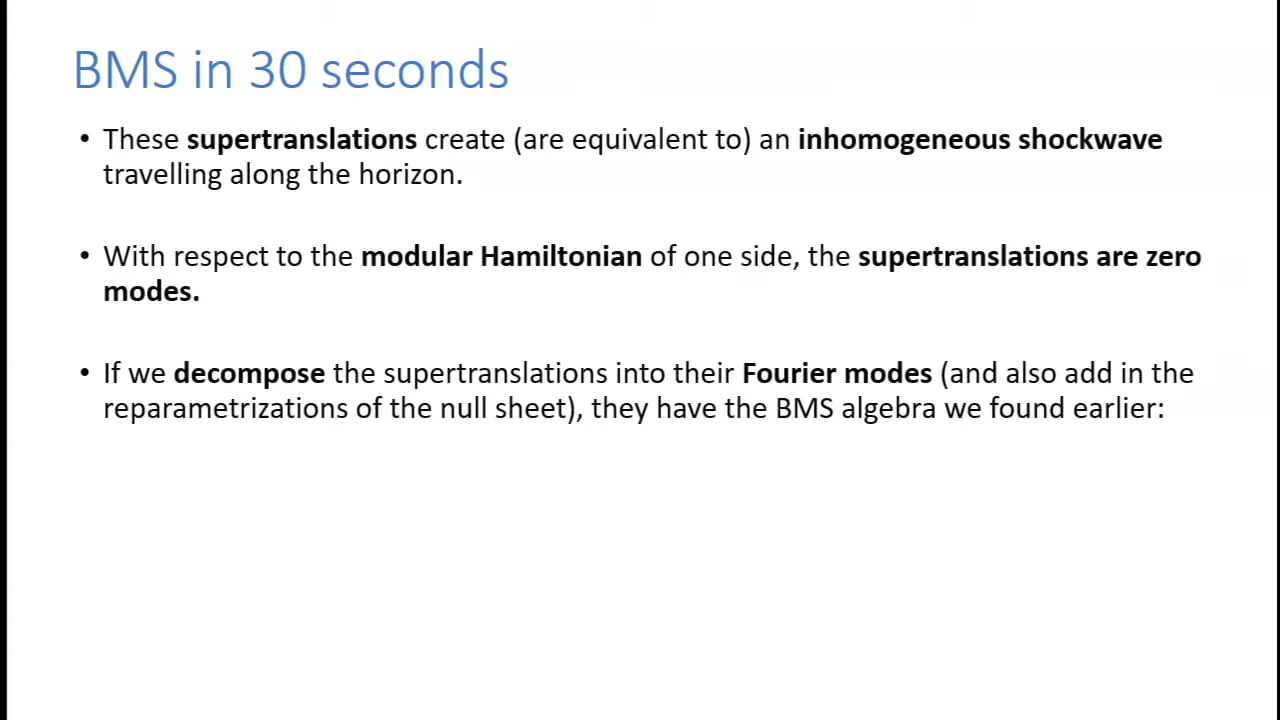 BMS in 30 seconds
• These supertranslations create (are equivalent to) an inhomogeneous shockwave
travelling along the horizon.
• With respect to the modular Hamiltonian of one side, the supertranslations are zero
modes.
• If we decompose the supertranslations into their Fourier modes (and also add in the
reparametrizations of the null sheet), they have the BMS algebra we found earlier: